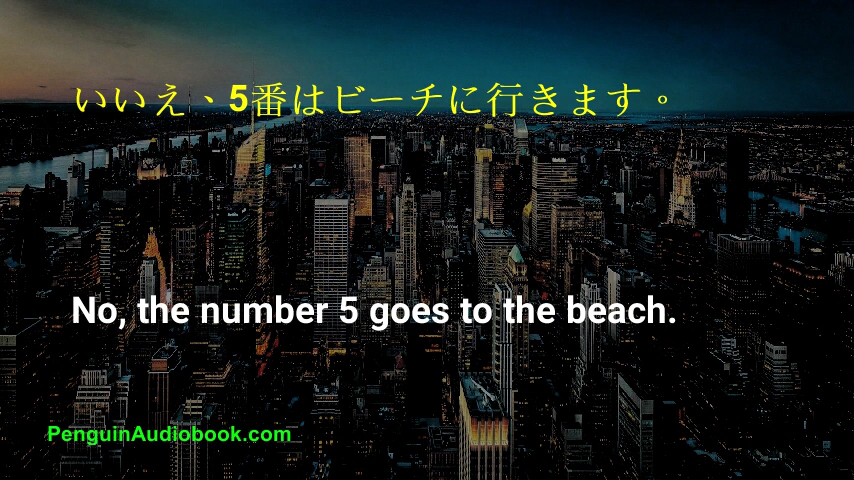 いいえ、5番はビーチに行きます。
No, the number 5 goes to the beach.
PenguinAudiobook.com